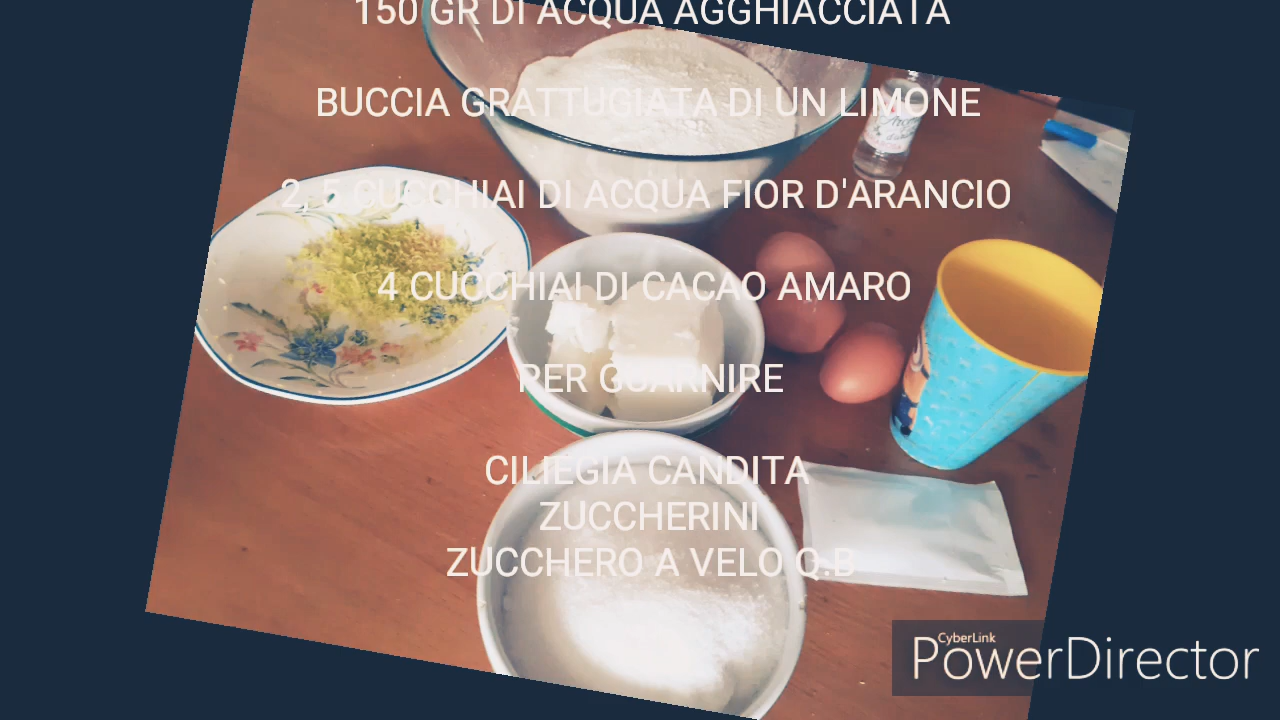 150 GR DI ACQUA AGGHIACCIATA
BUCCIA GRATTUGIATA DI UN LIMONE
2, 5 CUCCHIAI DI ACQUA FIOR D'ARANCIO
4 CUCCHIAI DI CACAO AMARO
PER GUARNIRE
CILIEGIA CANDITA
ZUCCHERINI
ZUCCHERO A VELO Q.B
CyberLink
PowerDirector